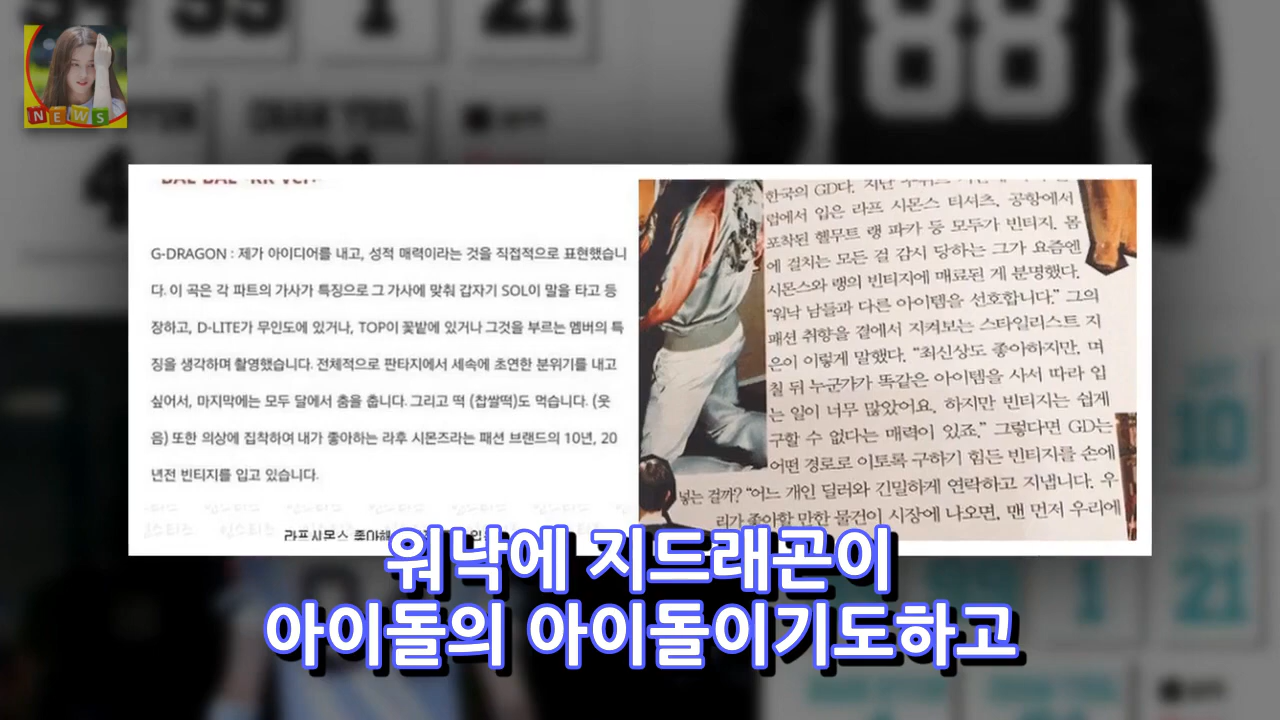 NEWS
88
G-DRAGON : 제가 아이디어를 내고, 성적 매력이라는 것을 직접적으로 표현했습니
다. 이 곡은 각 파트의 가사가 특징으로 그 가사에 맞춰 갑자기 SOL이 말을 타고 등
장하고, D-LITE가 무인도에 있거나, TOP이 꽃밭에 있거나 그것을 부르는 멤버의 특
징을 생각하며 촬영했습니다. 전체적으로 판타지에서 세속에 초연한 분위기를 내고
싶어서, 마지막에는 모두 달에서 춤을 춥니다. 그리고 떡 (찹쌀떡)도 먹습니다. (웃
음) 또한 의상에 집착하여 내가 좋아하는 라후 시몬즈라는 패션 브랜드의 10년, 20
년전 빈티지를 입고 있습니다.
라프시몬스 좋아해
한국의 GD다. 지난
럽에서 입은 라프 시몬스 티셔츠, 공항에서
포착된 헬무트 랭 파카 등 모두가 빈티지. 몸
에 걸치는 모든 걸 감시 당하는 그가 요즘엔
시몬스와 랭의 빈티지에 매료된 게 분명했다.
“워낙 남들과 다른 아이템을 선호합니다.” 그의
패션 취향을 곁에서 지켜보는 스타일리스트 지
은이 이렇게 말했다. “최신상도 좋아하지만, 며
칠 뒤 누군가가 똑같은 아이템을 사서 따라 입
는 일이 너무 많았어요. 하지만 빈티지는 쉽게
구할 수 없다는 매력이 있죠.” 그렇다면 GD는
어떤 경로로 이토록 구하기 힘든 빈티지를 손에
넣는 걸까? “어느 개인 딜러와 긴밀하게 연락하고 지냅니다. 우
리가 좋아할 만한 물건이 시장에 나오면, 맨 먼저 우리에
10
1
21
워낙에 지드래곤이
아이돌의 아이돌이기도하고